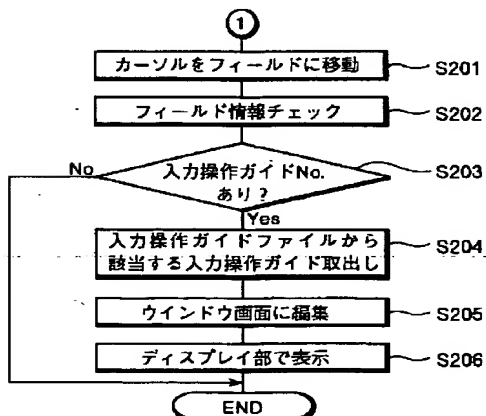 1
カーソルをフィールドに移動
S201
フィールド情報チェック
S202
入力操作ガイドNo.
あり?
S203
No
Yes
入力操作ガイドファイルから
該当する入力操作ガイド取出し
S204
ウインドウ画面に編集
S205
ディスプレイ部で表示
S206
END